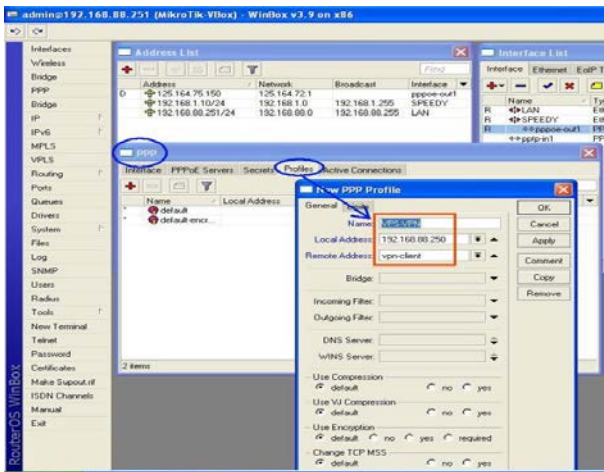 admin@192.168.88.251 (MikroTik-VBox) - WinBox v3.9 on x86
RouterOS WinBox
Interfaces
Wireless
Bridge
PPP
Bridge
IP
IPv6
MPLS
VPLS
Routing
Ports
Queues
Drivers
System
Files
Log
SNMP
Users
Radius
Tools
New Terminal
Telnet
Password
Certificates
Make Supout.rif
ISDN Channels
Manual
Exit
Address List
Find
Address Network Broadcast Interface
D 125.164.75.150 125.164.72.1 pppoe-out1
192.168.1.10/24 192.168.1.0 192.168.1.255 SPEEDY
192.168.88.251/24 192.168.88.0 LAN
Interface List
Interface Ethernet EoIP T
Name Ty
R LAN
R SPEEDY
R pppoe-out1 PP
pptp-in1 PP
PPP
Interface PPPoE Servers Secrets Profiles Active Connections
Name Local Address
* default
* default-encr...
2 items
New PPP Profile
General
Name:
Local Address: 192.168.88.250
Remote Address: vpn-client
Bridge:
Incoming Filter:
Outgoing Filter:
DNS Server:
WINS Server:
Use Compression
default no yes
Use VJ Compression
default no yes
Use Encryption
default no yes required
Change TCP MSS
default no yes
OK
Cancel
Apply
Comment
Copy
Remove